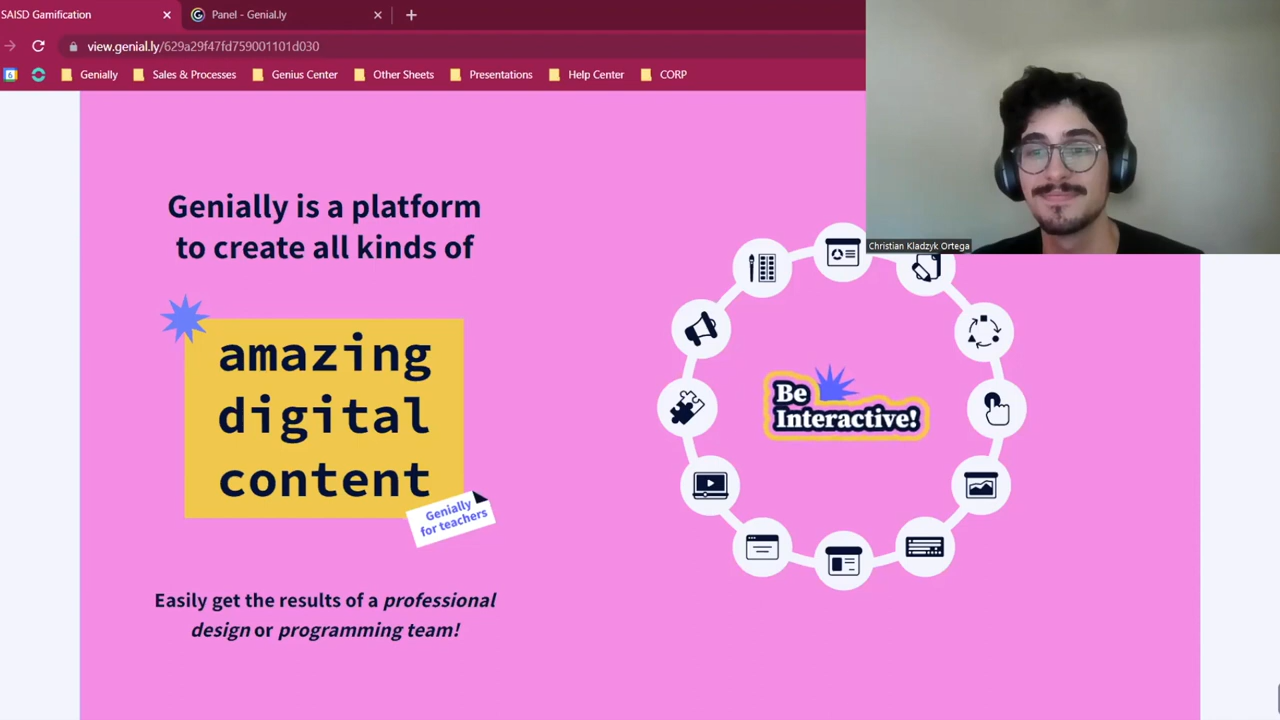 SAISD Gamification
Panel - Genial.ly
view.genial.ly/629a29f47fd759001101d030
6
Genially
Sales & Processes
Genius Center
Other Sheets
Presentations
Help Center
CORP
Christian Kladzyk Ortega
Genially is a platform
to create all kinds of
amazing
digital
content
Genially
for teachers
Easily get the results of a professional
design or programming team!
Be
Interactive!